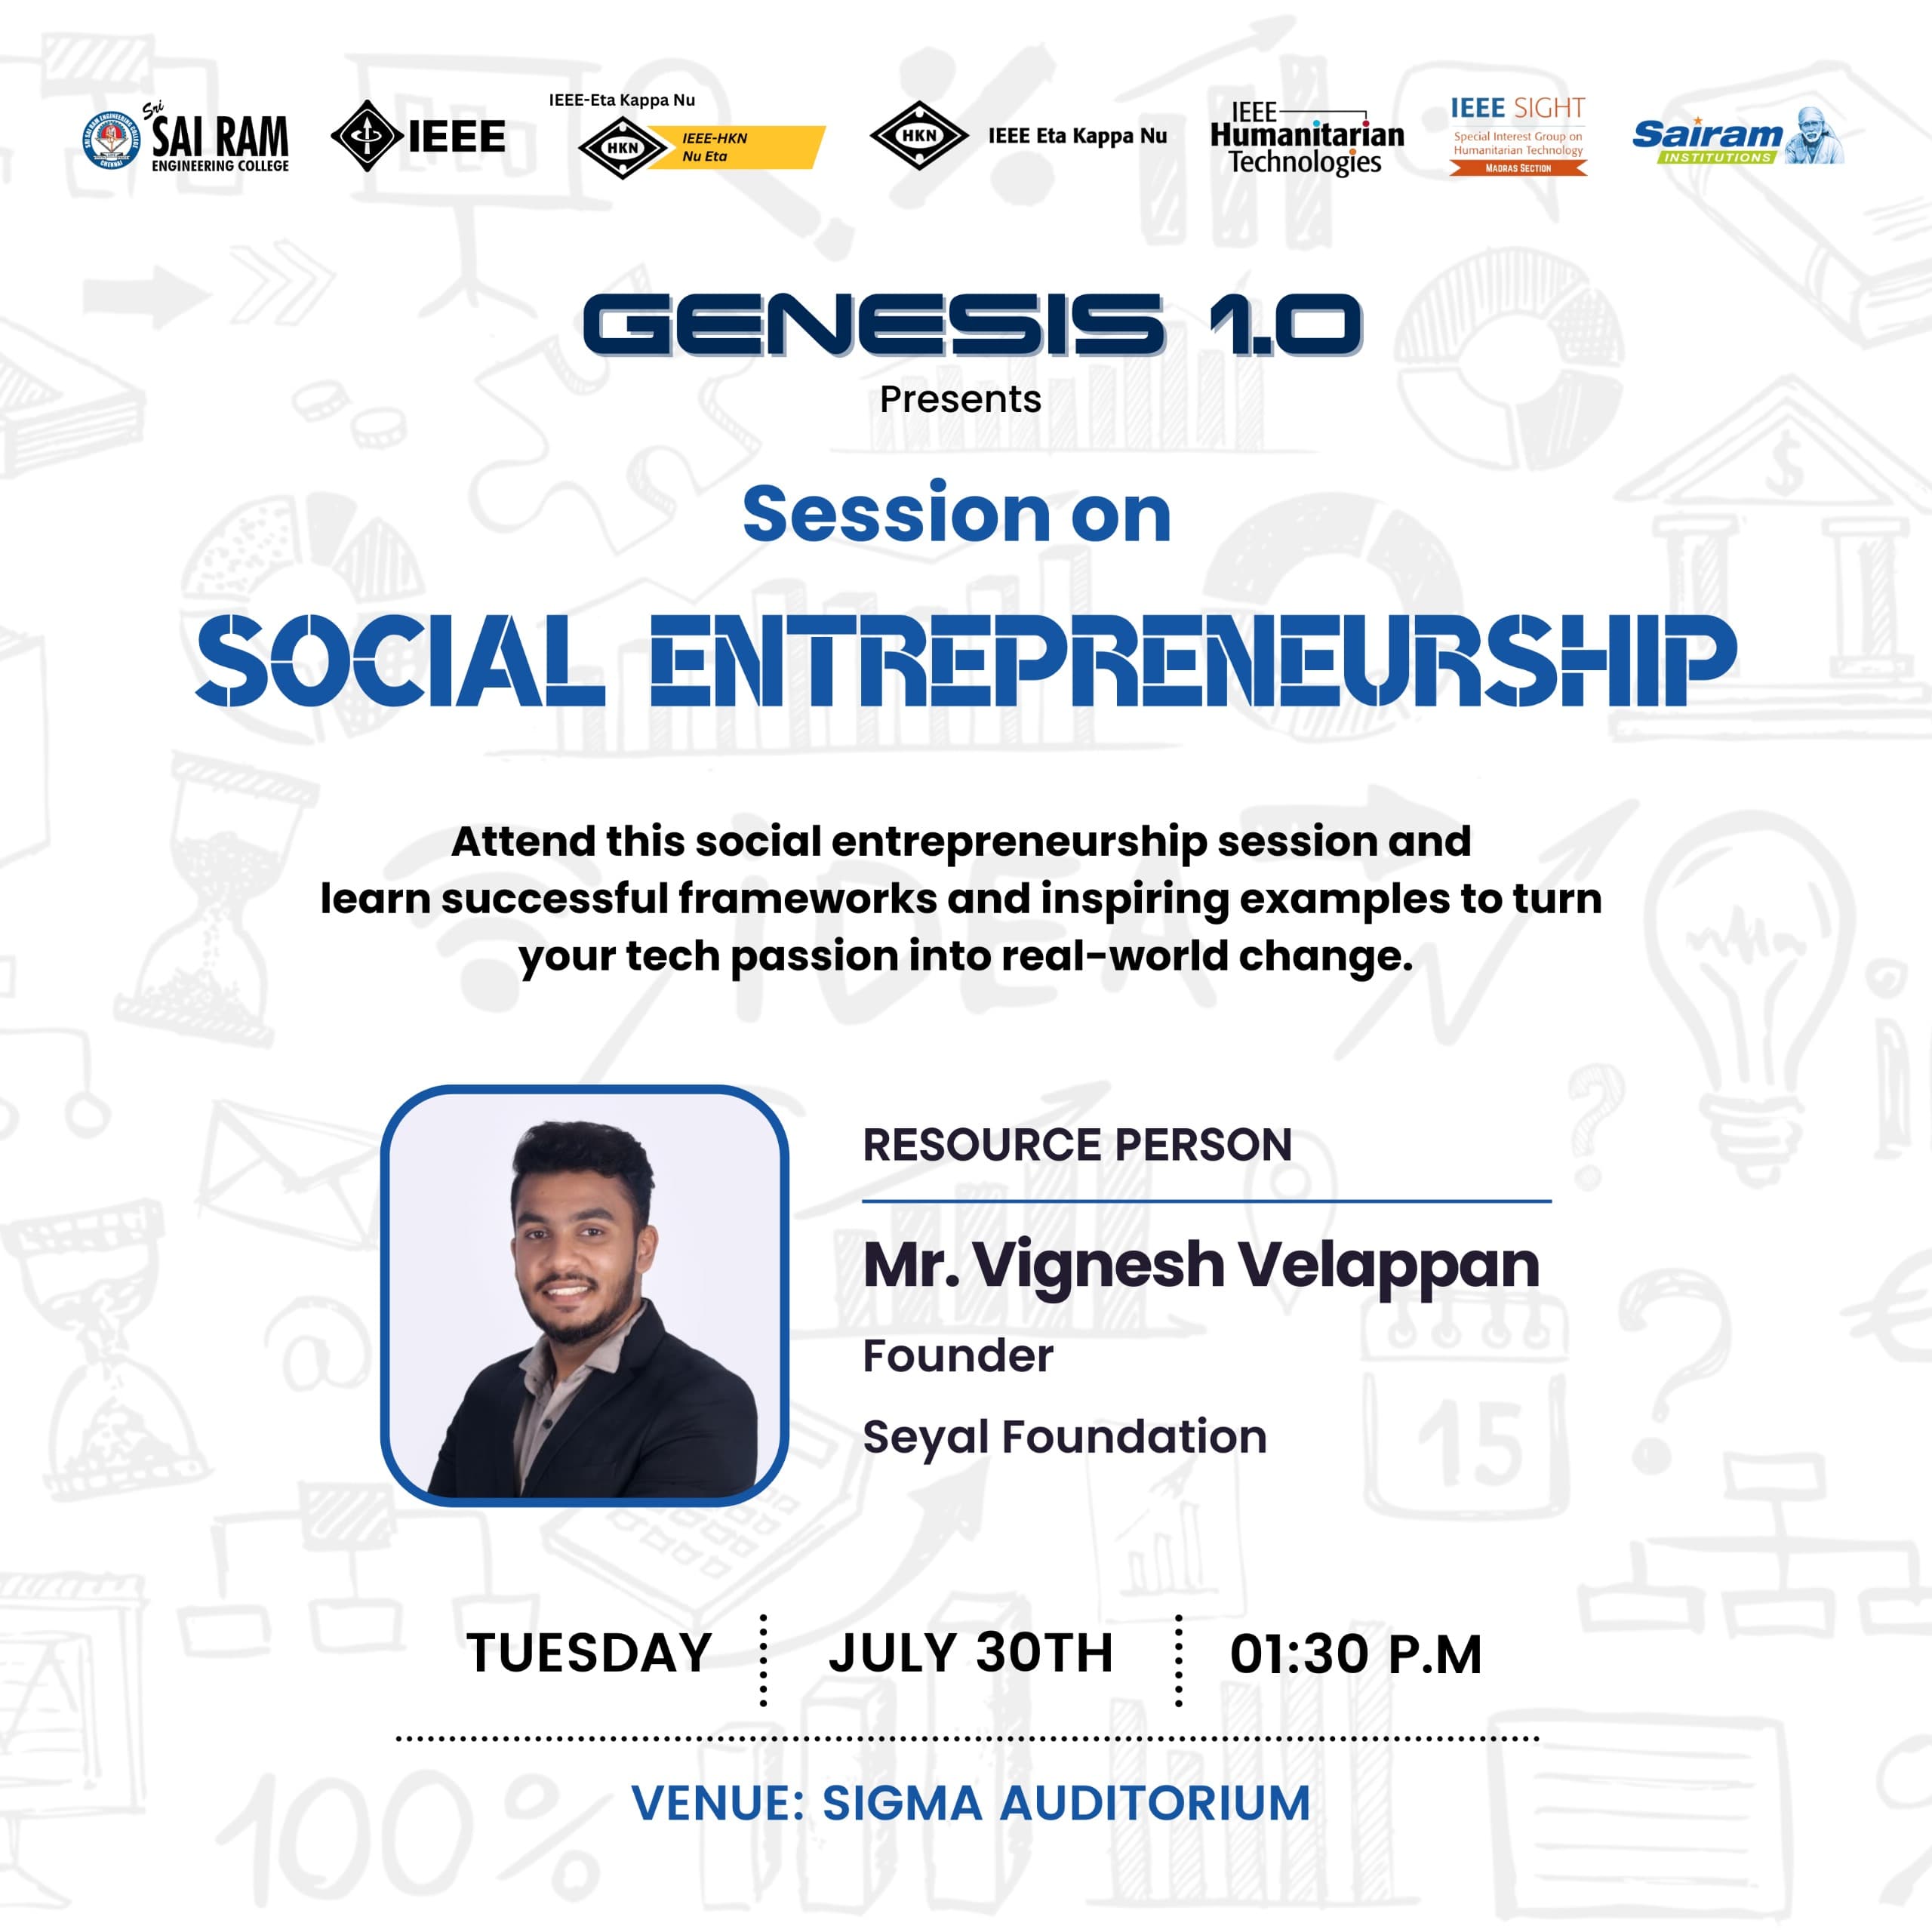 Sri
SAI RAM
ENGINEERING COLLEGE
IEEE
IEEE-Eta Kappa Nu
HKN
IEEE-HKN
Nu Eta
HKN
IEEE Eta Kappa Nu
IEEE
Humanitarian
Technologies
IEEE SIGHT
Special Interest Group on
Humanitarian Technology
MADRAS SECTION
Sairam
INSTITUTIONS
GENESIS 1.0
Presents
Session on
SOCIAL ENTREPRENEURSHIP
Attend this social entrepreneurship session and
learn successful frameworks and inspiring examples to turn
your tech passion into real-world change.
IDEA
RESOURCE PERSON
Mr. Vignesh Velappan
Founder
Seyal Foundation
15
TUESDAY
JULY 30TH
01:30 P.M
VENUE: SIGMA AUDITORIUM
100%